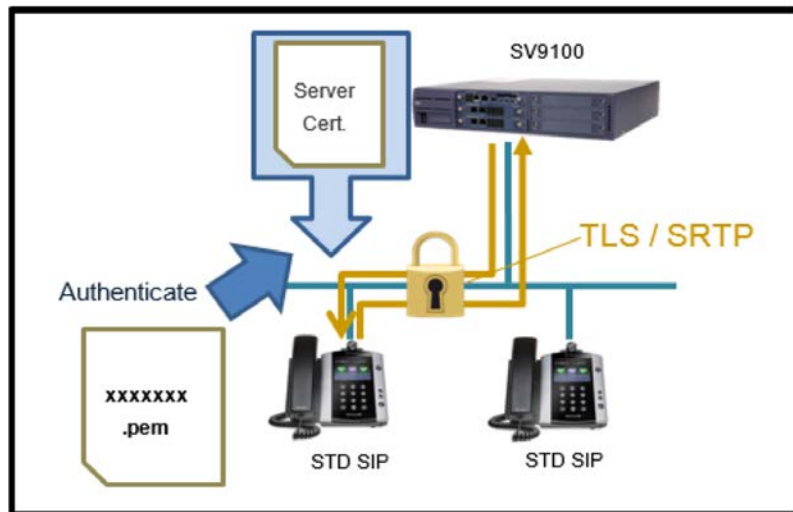 SV9100
Server
Cert.
TLS / SRTP
Authenticate
xxxxxxx
.pem
STD SIP
STD SIP